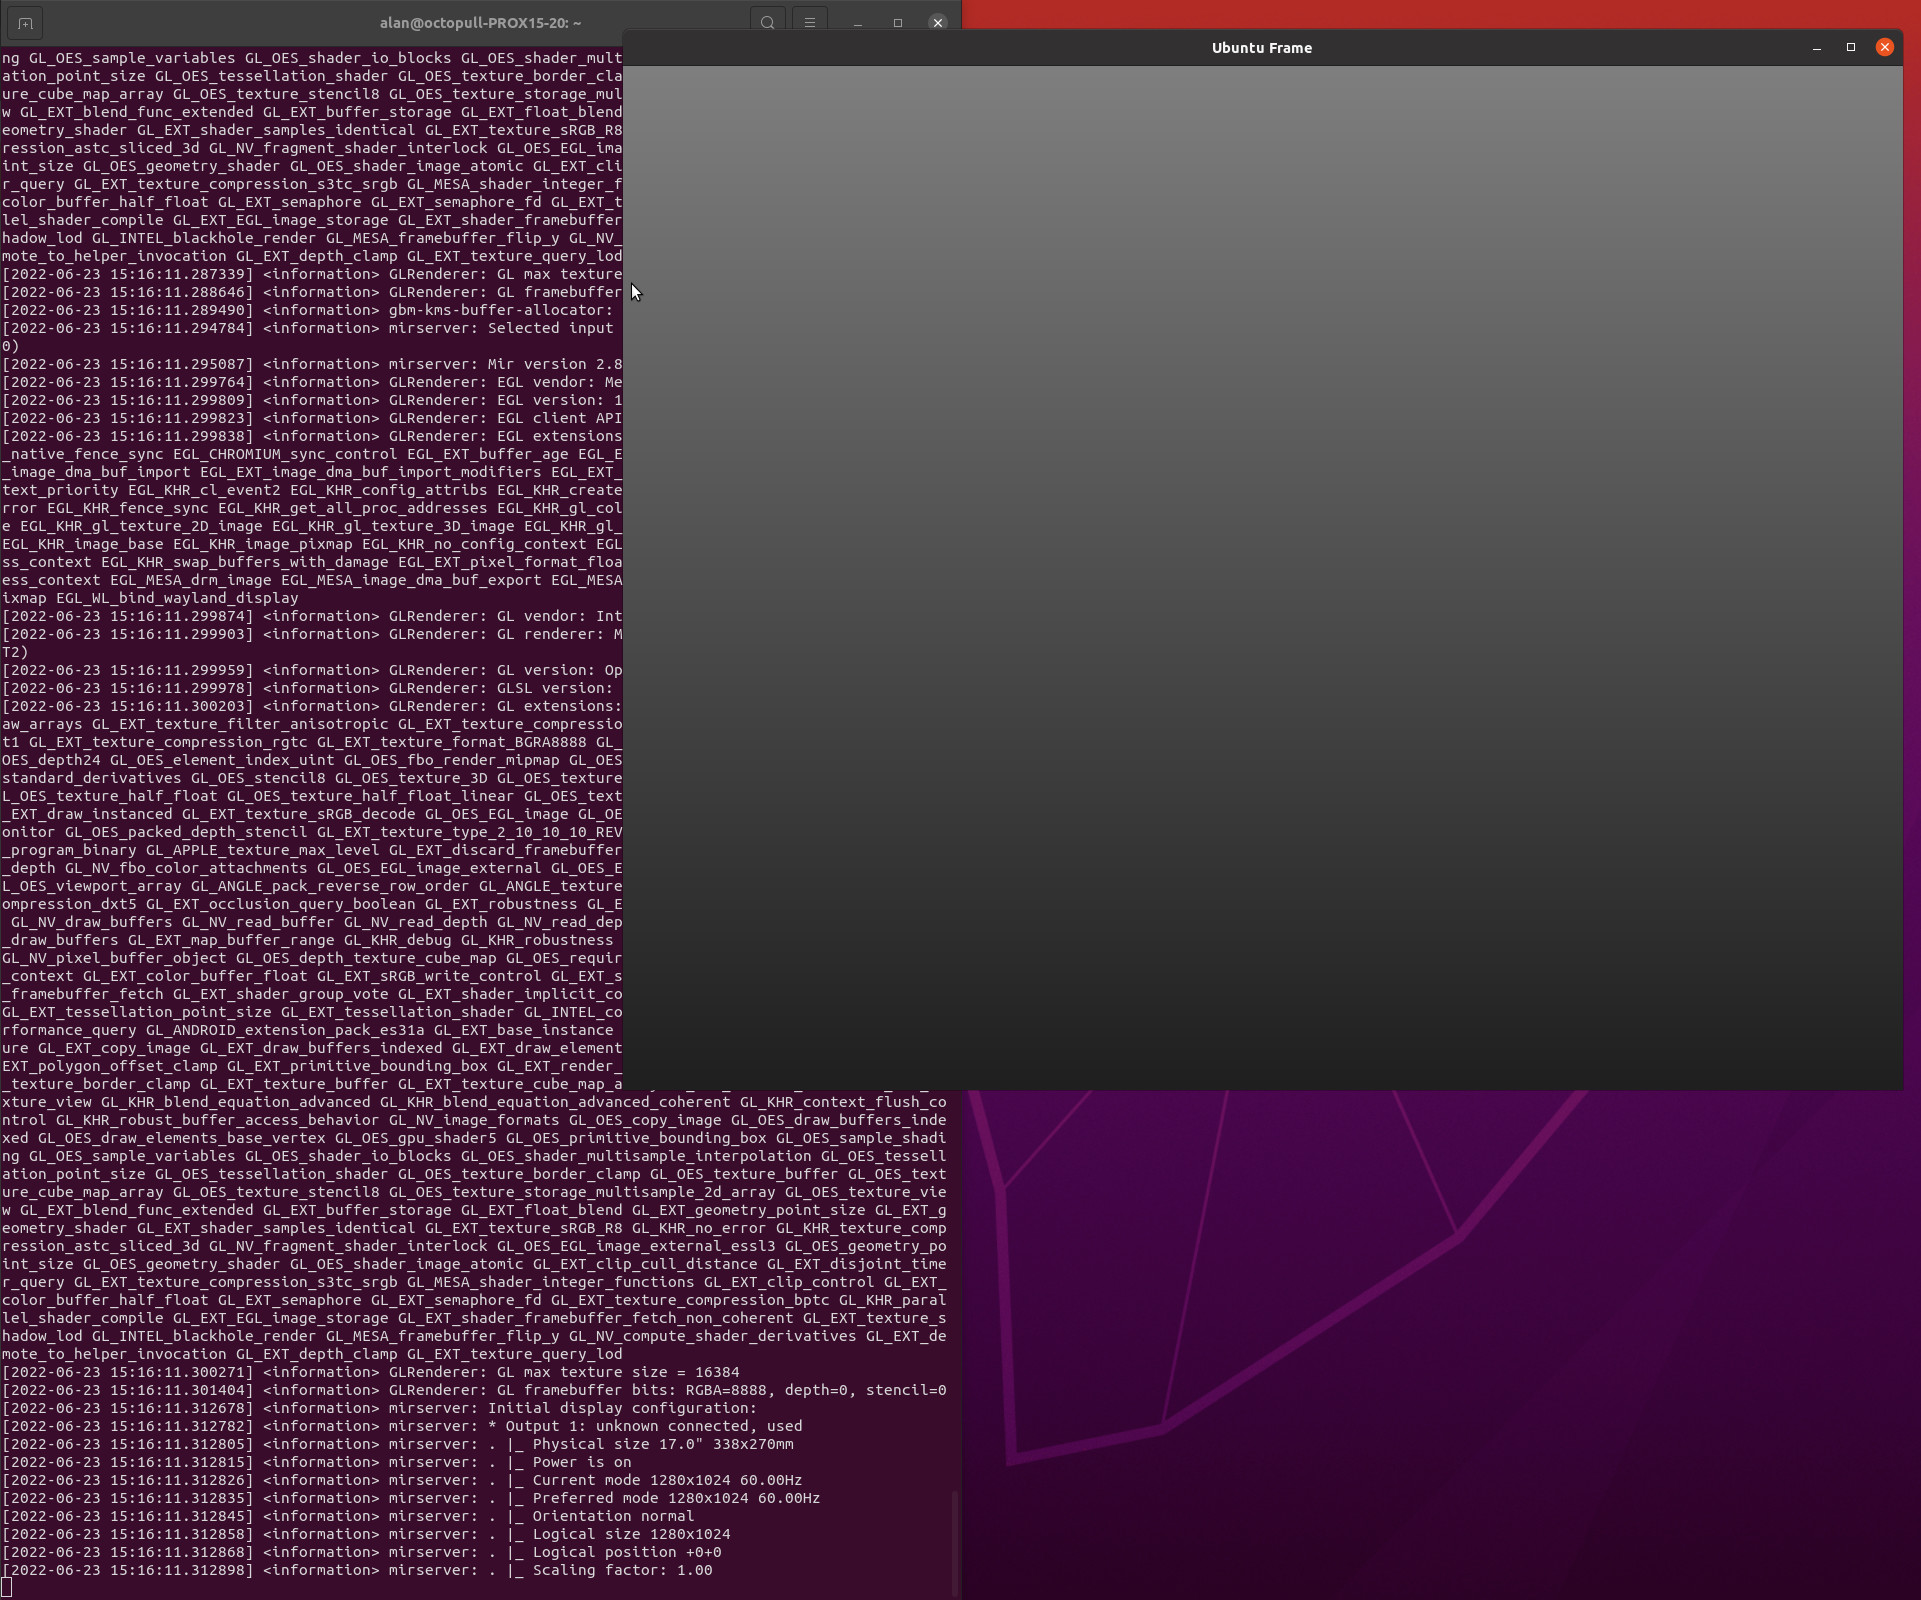 alan@octopull-PROX15-20: ~
Ubuntu Frame
ng GL_OES_sample_variables GL_OES_shader_io_blocks GL_OES_shader_mult
ation_point_size GL_OES_tessellation_shader GL_OES_texture_border_cla
ure_cube_map_array GL_OES_texture_stencil8 GL_OES_texture_storage_mul
w GL_EXT_blend_func_extended GL_EXT_buffer_storage GL_EXT_float_blend
eometry_shader GL_EXT_shader_samples_identical GL_EXT_texture_sRGB_R8
ression_astc_sliced_3d GL_NV_fragment_shader_interlock GL_OES_EGL_ima
int_size GL_OES_geometry_shader GL_OES_shader_image_atomic GL_EXT_cli
r_query GL_EXT_texture_compression_s3tc_srgb GL_MESA_shader_integer_f
color_buffer_half_float GL_EXT_semaphore GL_EXT_semaphore_fd GL_EXT_t
lel_shader_compile GL_EXT_EGL_image_storage GL_EXT_shader_framebuffer
hadow_lod GL_INTEL_blackhole_render GL_MESA_framebuffer_flip_y GL_NV_
mote_to_helper_invocation GL_EXT_depth_clamp GL_EXT_texture_query_lod
[2022-06-23 15:16:11.287339] <information> GLRenderer: GL max texture
[2022-06-23 15:16:11.288646] <information> GLRenderer: GL framebuffer
[2022-06-23 15:16:11.289490] <information> gbm-kms-buffer-allocator:
[2022-06-23 15:16:11.294784] <information> mirserver: Selected input
0)
[2022-06-23 15:16:11.295087] <information> mirserver: Mir version 2.8
[2022-06-23 15:16:11.299764] <information> GLRenderer: EGL vendor: Me
[2022-06-23 15:16:11.299809] <information> GLRenderer: EGL version: 1
[2022-06-23 15:16:11.299823] <information> GLRenderer: EGL client API
[2022-06-23 15:16:11.299838] <information> GLRenderer: EGL extensions
_native_fence_sync EGL_CHROMIUM_sync_control EGL_EXT_buffer_age EGL_E
_image_dma_buf_import EGL_EXT_image_dma_buf_import_modifiers EGL_EXT_
text_priority EGL_KHR_cl_event2 EGL_KHR_config_attribs EGL_KHR_create
rror EGL_KHR_fence_sync EGL_KHR_get_all_proc_addresses EGL_KHR_gl_col
e EGL_KHR_gl_texture_2D_image EGL_KHR_gl_texture_3D_image EGL_KHR_gl_
EGL_KHR_image_base EGL_KHR_image_pixmap EGL_KHR_no_config_context EGL
ss_context EGL_KHR_swap_buffers_with_damage EGL_EXT_pixel_format_floa
ess_context EGL_MESA_drm_image EGL_MESA_image_dma_buf_export EGL_MESA
ixmap EGL_WL_bind_wayland_display
[2022-06-23 15:16:11.299874] <information> GLRenderer: GL vendor: Int
[2022-06-23 15:16:11.299903] <information> GLRenderer: GL renderer: M
T2)
[2022-06-23 15:16:11.299959] <information> GLRenderer: GL version: Op
[2022-06-23 15:16:11.299978] <information> GLRenderer: GLSL version:
[2022-06-23 15:16:11.300203] <information> GLRenderer: GL extensions:
aw_arrays GL_EXT_texture_filter_anisotropic GL_EXT_texture_compressio
t1 GL_EXT_texture_compression_rgtc GL_EXT_texture_format_BGRA8888 GL_
OES_depth24 GL_OES_element_index_uint GL_OES_fbo_render_mipmap GL_OES
standard_derivatives GL_OES_stencil8 GL_OES_texture_3D GL_OES_texture
L_OES_texture_half_float GL_OES_texture_half_float_linear GL_OES_text
_EXT_draw_instanced GL_EXT_texture_sRGB_decode GL_OES_EGL_image GL_OE
onitor GL_OES_packed_depth_stencil GL_EXT_texture_type_2_10_10_10_REV
_program_binary GL_APPLE_texture_max_level GL_EXT_discard_framebuffer
_depth GL_NV_fbo_color_attachments GL_OES_EGL_image_external GL_OES_E
L_OES_viewport_array GL_ANGLE_pack_reverse_row_order GL_ANGLE_texture
ompression_dxt5 GL_EXT_occlusion_query_boolean GL_EXT_robustness GL_E
GL_NV_draw_buffers GL_NV_read_buffer GL_NV_read_depth GL_NV_read_dep
_draw_buffers GL_EXT_map_buffer_range GL_KHR_debug GL_KHR_robustness
GL_NV_pixel_buffer_object GL_OES_depth_texture_cube_map GL_OES_requir
_context GL_EXT_color_buffer_float GL_EXT_sRGB_write_control GL_EXT_s
_framebuffer_fetch GL_EXT_shader_group_vote GL_EXT_shader_implicit_co
GL_EXT_tessellation_point_size GL_EXT_tessellation_shader GL_INTEL_co
rformance_query GL_ANDROID_extension_pack_es31a GL_EXT_base_instance
ure GL_EXT_copy_image GL_EXT_draw_buffers_indexed GL_EXT_draw_element
EXT_polygon_offset_clamp GL_EXT_primitive_bounding_box GL_EXT_render_
_texture_border_clamp GL_EXT_texture_buffer GL_EXT_texture_cube_map_a
xture_view GL_KHR_blend_equation_advanced GL_KHR_blend_equation_advanced_coherent GL_KHR_context_flush_co
ntrol GL_KHR_robust_buffer_access_behavior GL_NV_image_formats GL_OES_copy_image GL_OES_draw_buffers_inde
xed GL_OES_draw_elements_base_vertex GL_OES_gpu_shader5 GL_OES_primitive_bounding_box GL_OES_sample_shadi
ng GL_OES_sample_variables GL_OES_shader_io_blocks GL_OES_shader_multisample_interpolation GL_OES_tessell
ation_point_size GL_OES_tessellation_shader GL_OES_texture_border_clamp GL_OES_texture_buffer GL_OES_text
ure_cube_map_array GL_OES_texture_stencil8 GL_OES_texture_storage_multisample_2d_array GL_OES_texture_vie
w GL_EXT_blend_func_extended GL_EXT_buffer_storage GL_EXT_float_blend GL_EXT_geometry_point_size GL_EXT_g
eometry_shader GL_EXT_shader_samples_identical GL_EXT_texture_sRGB_R8 GL_KHR_no_error GL_KHR_texture_comp
ression_astc_sliced_3d GL_NV_fragment_shader_interlock GL_OES_EGL_image_external_essl3 GL_OES_geometry_po
int_size GL_OES_geometry_shader GL_OES_shader_image_atomic GL_EXT_clip_cull_distance GL_EXT_disjoint_time
r_query GL_EXT_texture_compression_s3tc_srgb GL_MESA_shader_integer_functions GL_EXT_clip_control GL_EXT_
color_buffer_half_float GL_EXT_semaphore GL_EXT_semaphore_fd GL_EXT_texture_compression_bptc GL_KHR_paral
lel_shader_compile GL_EXT_EGL_image_storage GL_EXT_shader_framebuffer_fetch_non_coherent GL_EXT_texture_s
hadow_lod GL_INTEL_blackhole_render GL_MESA_framebuffer_flip_y GL_NV_compute_shader_derivatives GL_EXT_de
mote_to_helper_invocation GL_EXT_depth_clamp GL_EXT_texture_query_lod
[2022-06-23 15:16:11.300271] <information> GLRenderer: GL max texture size = 16384
[2022-06-23 15:16:11.301404] <information> GLRenderer: GL framebuffer bits: RGBA=8888, depth=0, stencil=0
[2022-06-23 15:16:11.312678] <information> mirserver: Initial display configuration:
[2022-06-23 15:16:11.312782] <information> mirserver: * Output 1: unknown connected, used
[2022-06-23 15:16:11.312805] <information> mirserver: . |_ Physical size 17.0" 338x270mm
[2022-06-23 15:16:11.312815] <information> mirserver: . |_ Power is on
[2022-06-23 15:16:11.312826] <information> mirserver: . |_ Current mode 1280x1024 60.00Hz
[2022-06-23 15:16:11.312835] <information> mirserver: . |_ Preferred mode 1280x1024 60.00Hz
[2022-06-23 15:16:11.312845] <information> mirserver: . |_ Orientation normal
[2022-06-23 15:16:11.312858] <information> mirserver: . |_ Logical size 1280x1024
[2022-06-23 15:16:11.312868] <information> mirserver: . |_ Logical position +0+0
[2022-06-23 15:16:11.312898] <information> mirserver: . |_ Scaling factor: 1.00